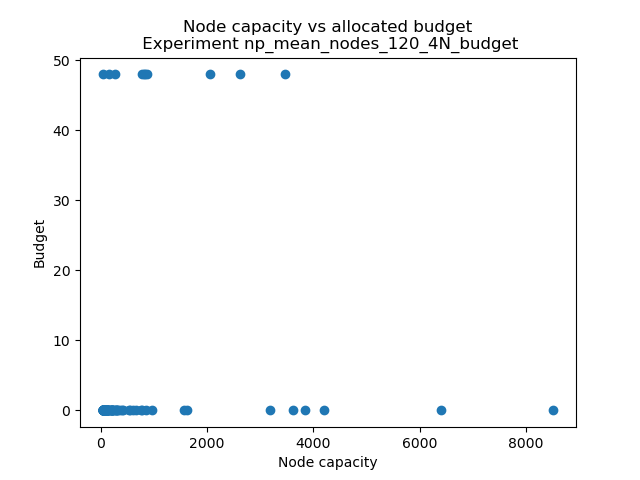 Node capacity vs allocated budget
Experiment np_mean_nodes_120_4N_budget
50
40
30
20
10
0
Budget
0 2000 4000 6000 8000
Node capacity